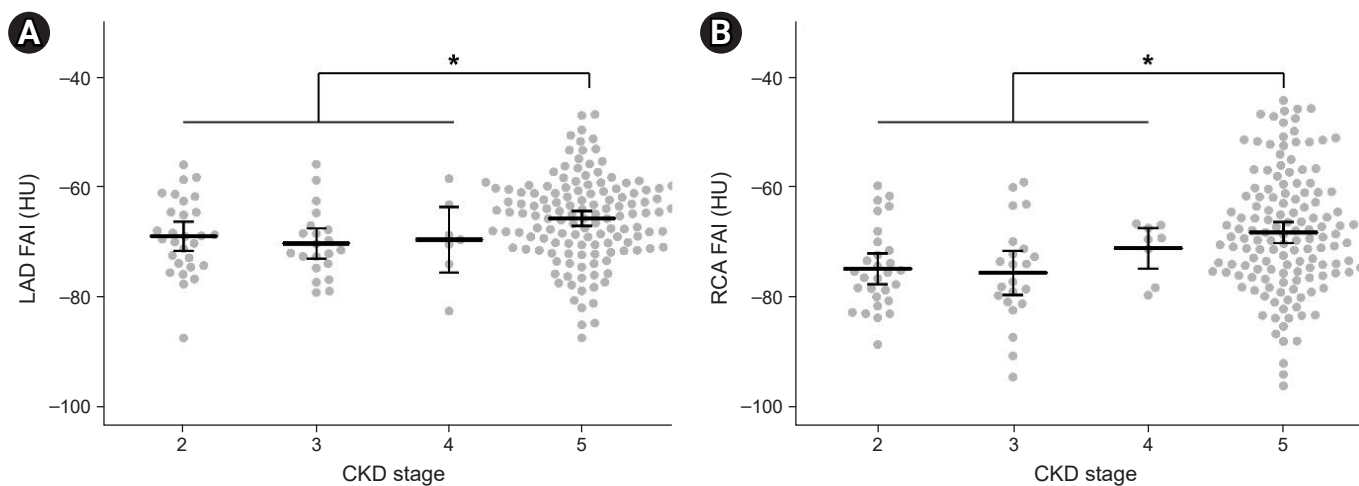 A
LAD FAI (HU)
–40
–60
–80
–100
*
2 3 4 5
CKD stage
B
RCA FAI (HU)
–40
–60
–80
–100
*
2 3 4 5
CKD stage